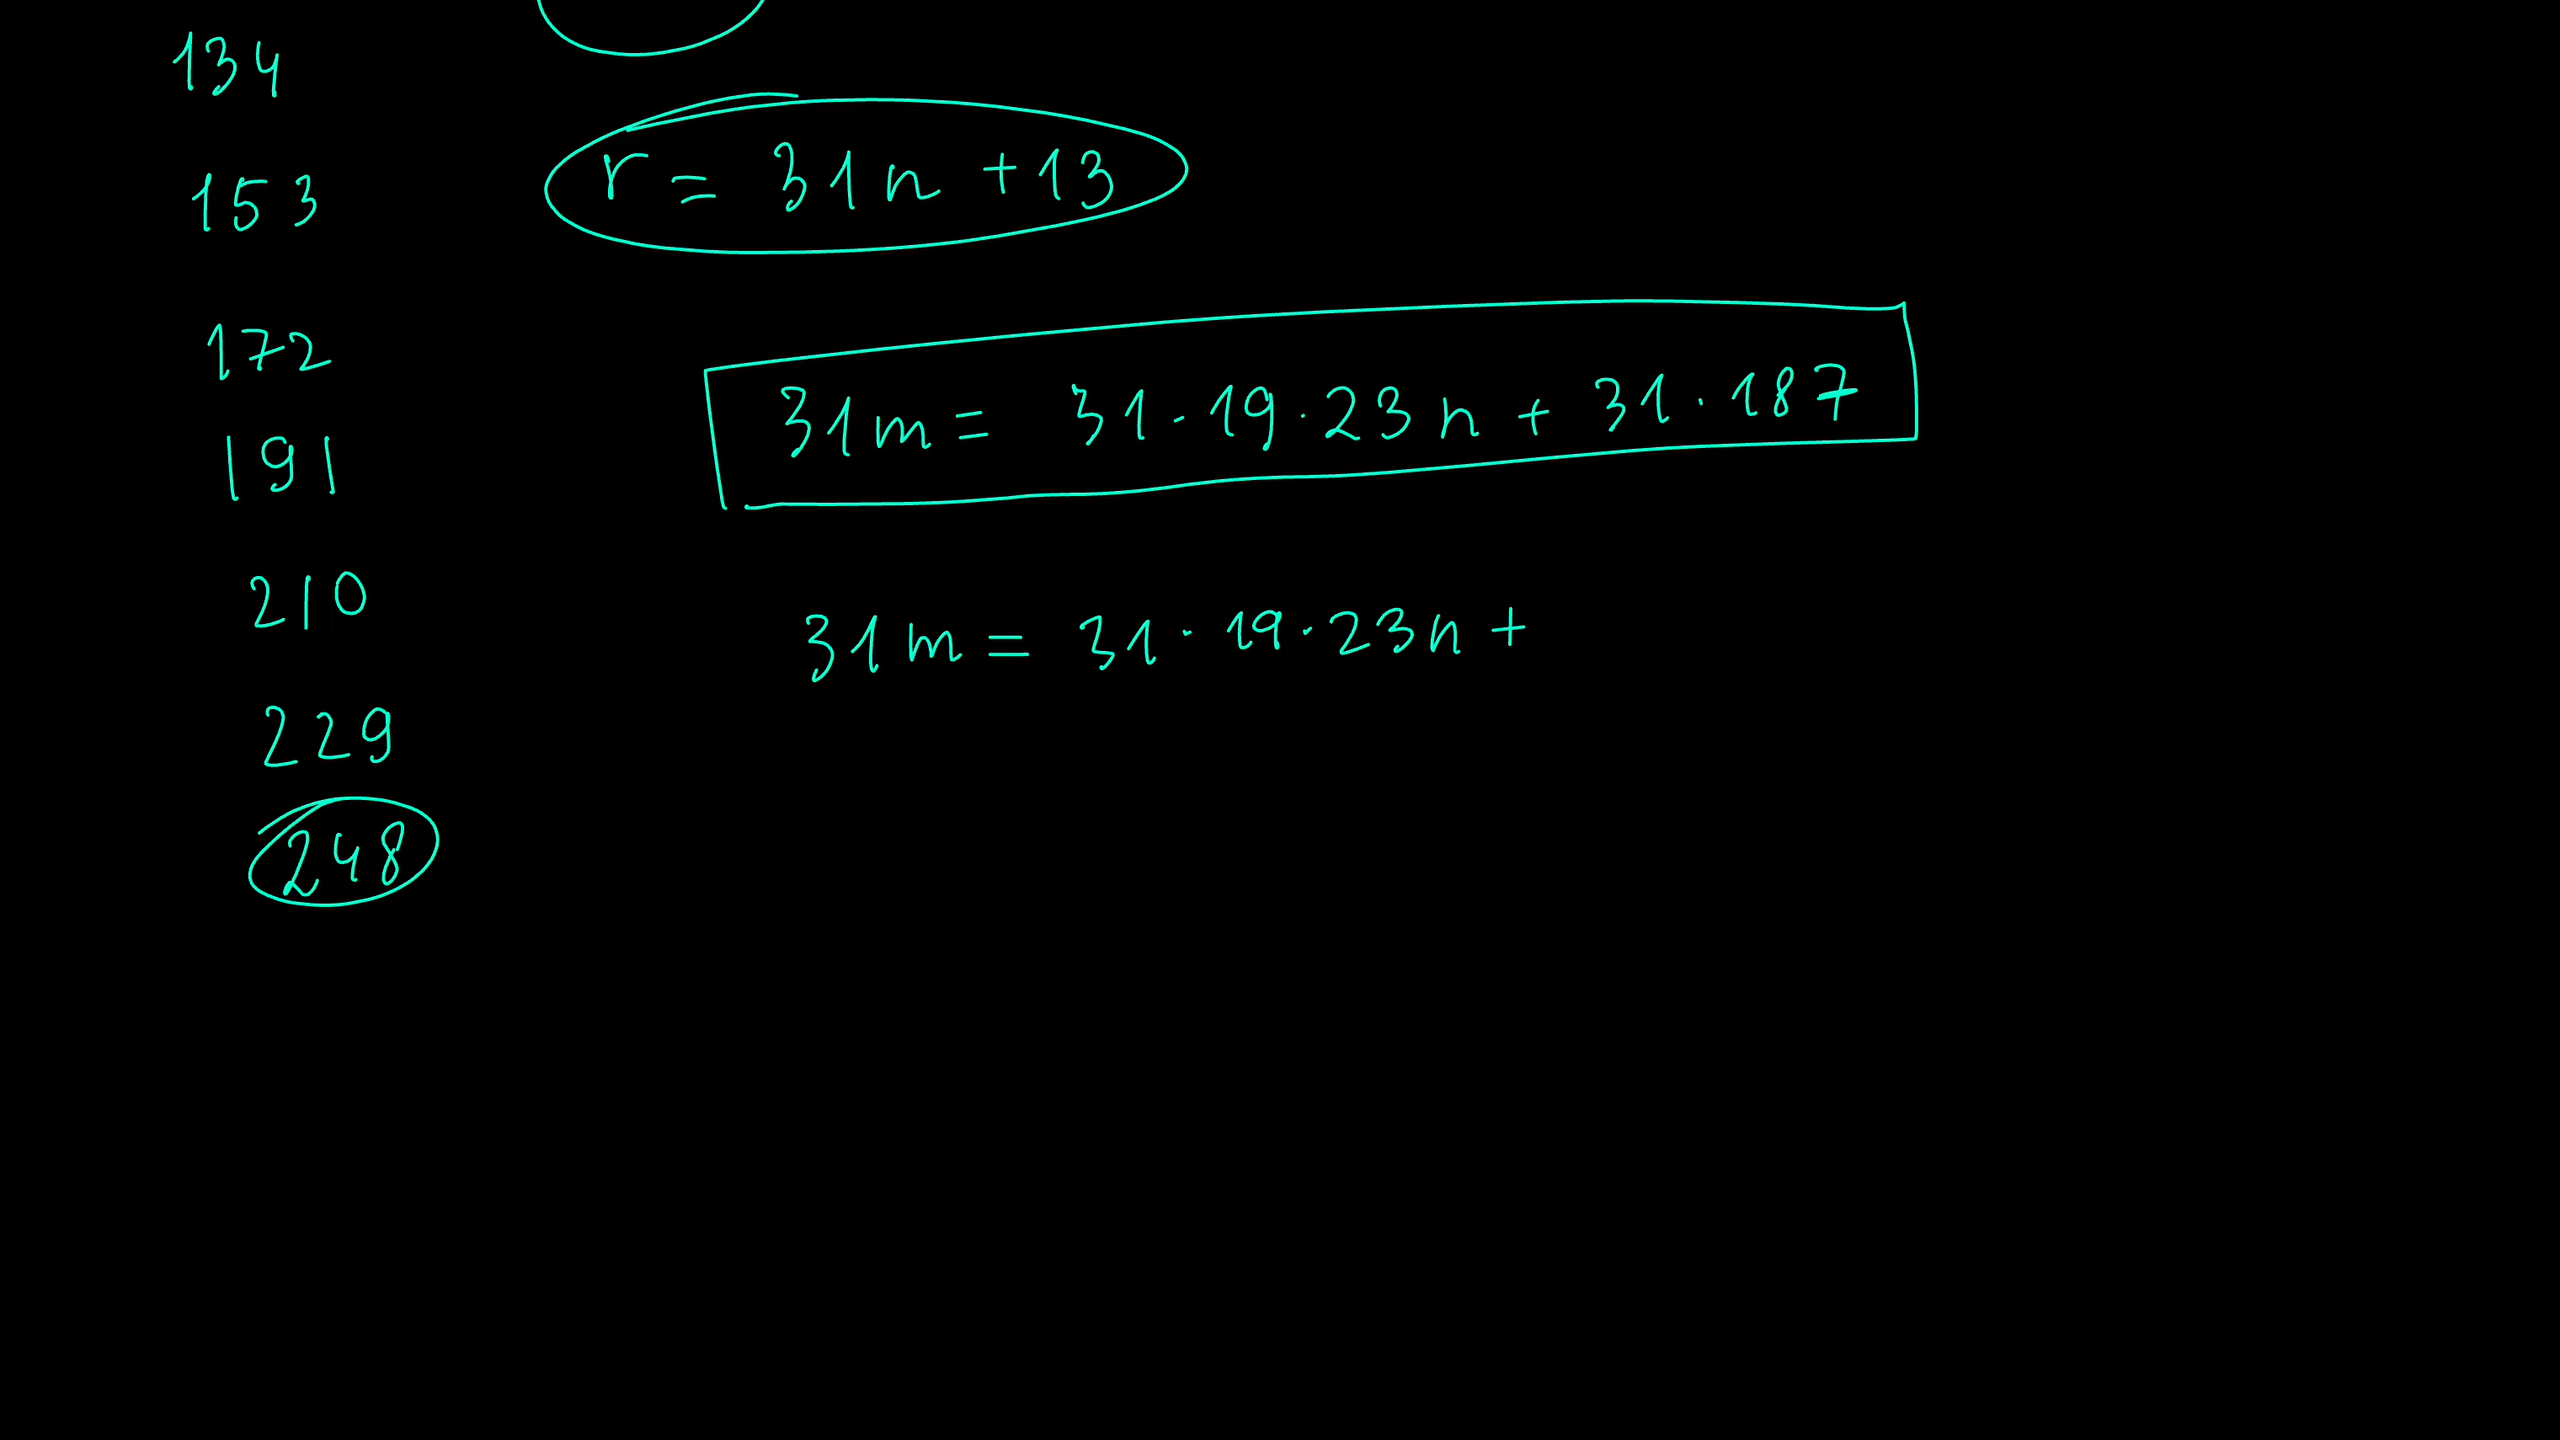 134
153
172
191
210
229
248
r = 31n + 13
31m = 31 · 19 · 23n + 31 · 187
31m = 31 · 19 · 23n +